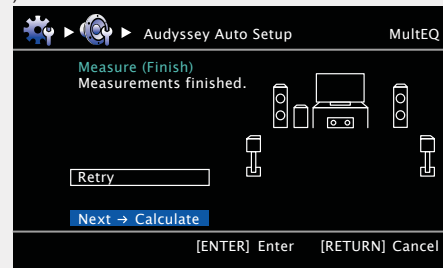 Audyssey Auto Setup MultEQ
Measure (Finish)
Measurements finished.
Retry
Next → Calculate
[ENTER] Enter [RETURN] Cancel